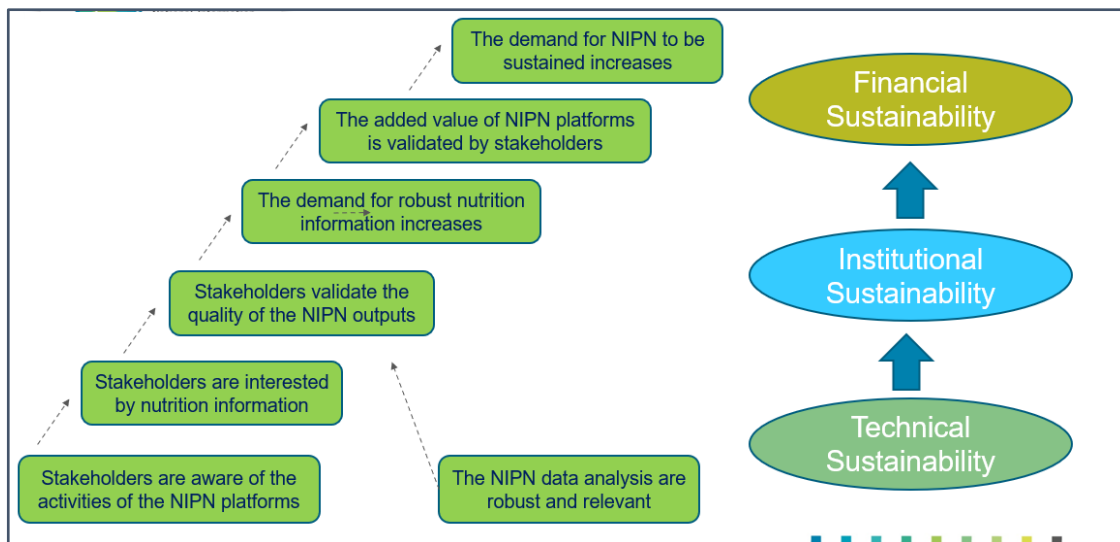 The demand for NIPN to be
sustained increases
The added value of NIPN platforms
is validated by stakeholders
The demand for robust nutrition
information increases
Stakeholders validate the
quality of the NIPN outputs
Stakeholders are interested
by nutrition information
Stakeholders are aware of the
activities of the NIPN platforms
The NIPN data analysis are
robust and relevant
Financial
Sustainability
Institutional
Sustainability
Technical
Sustainability